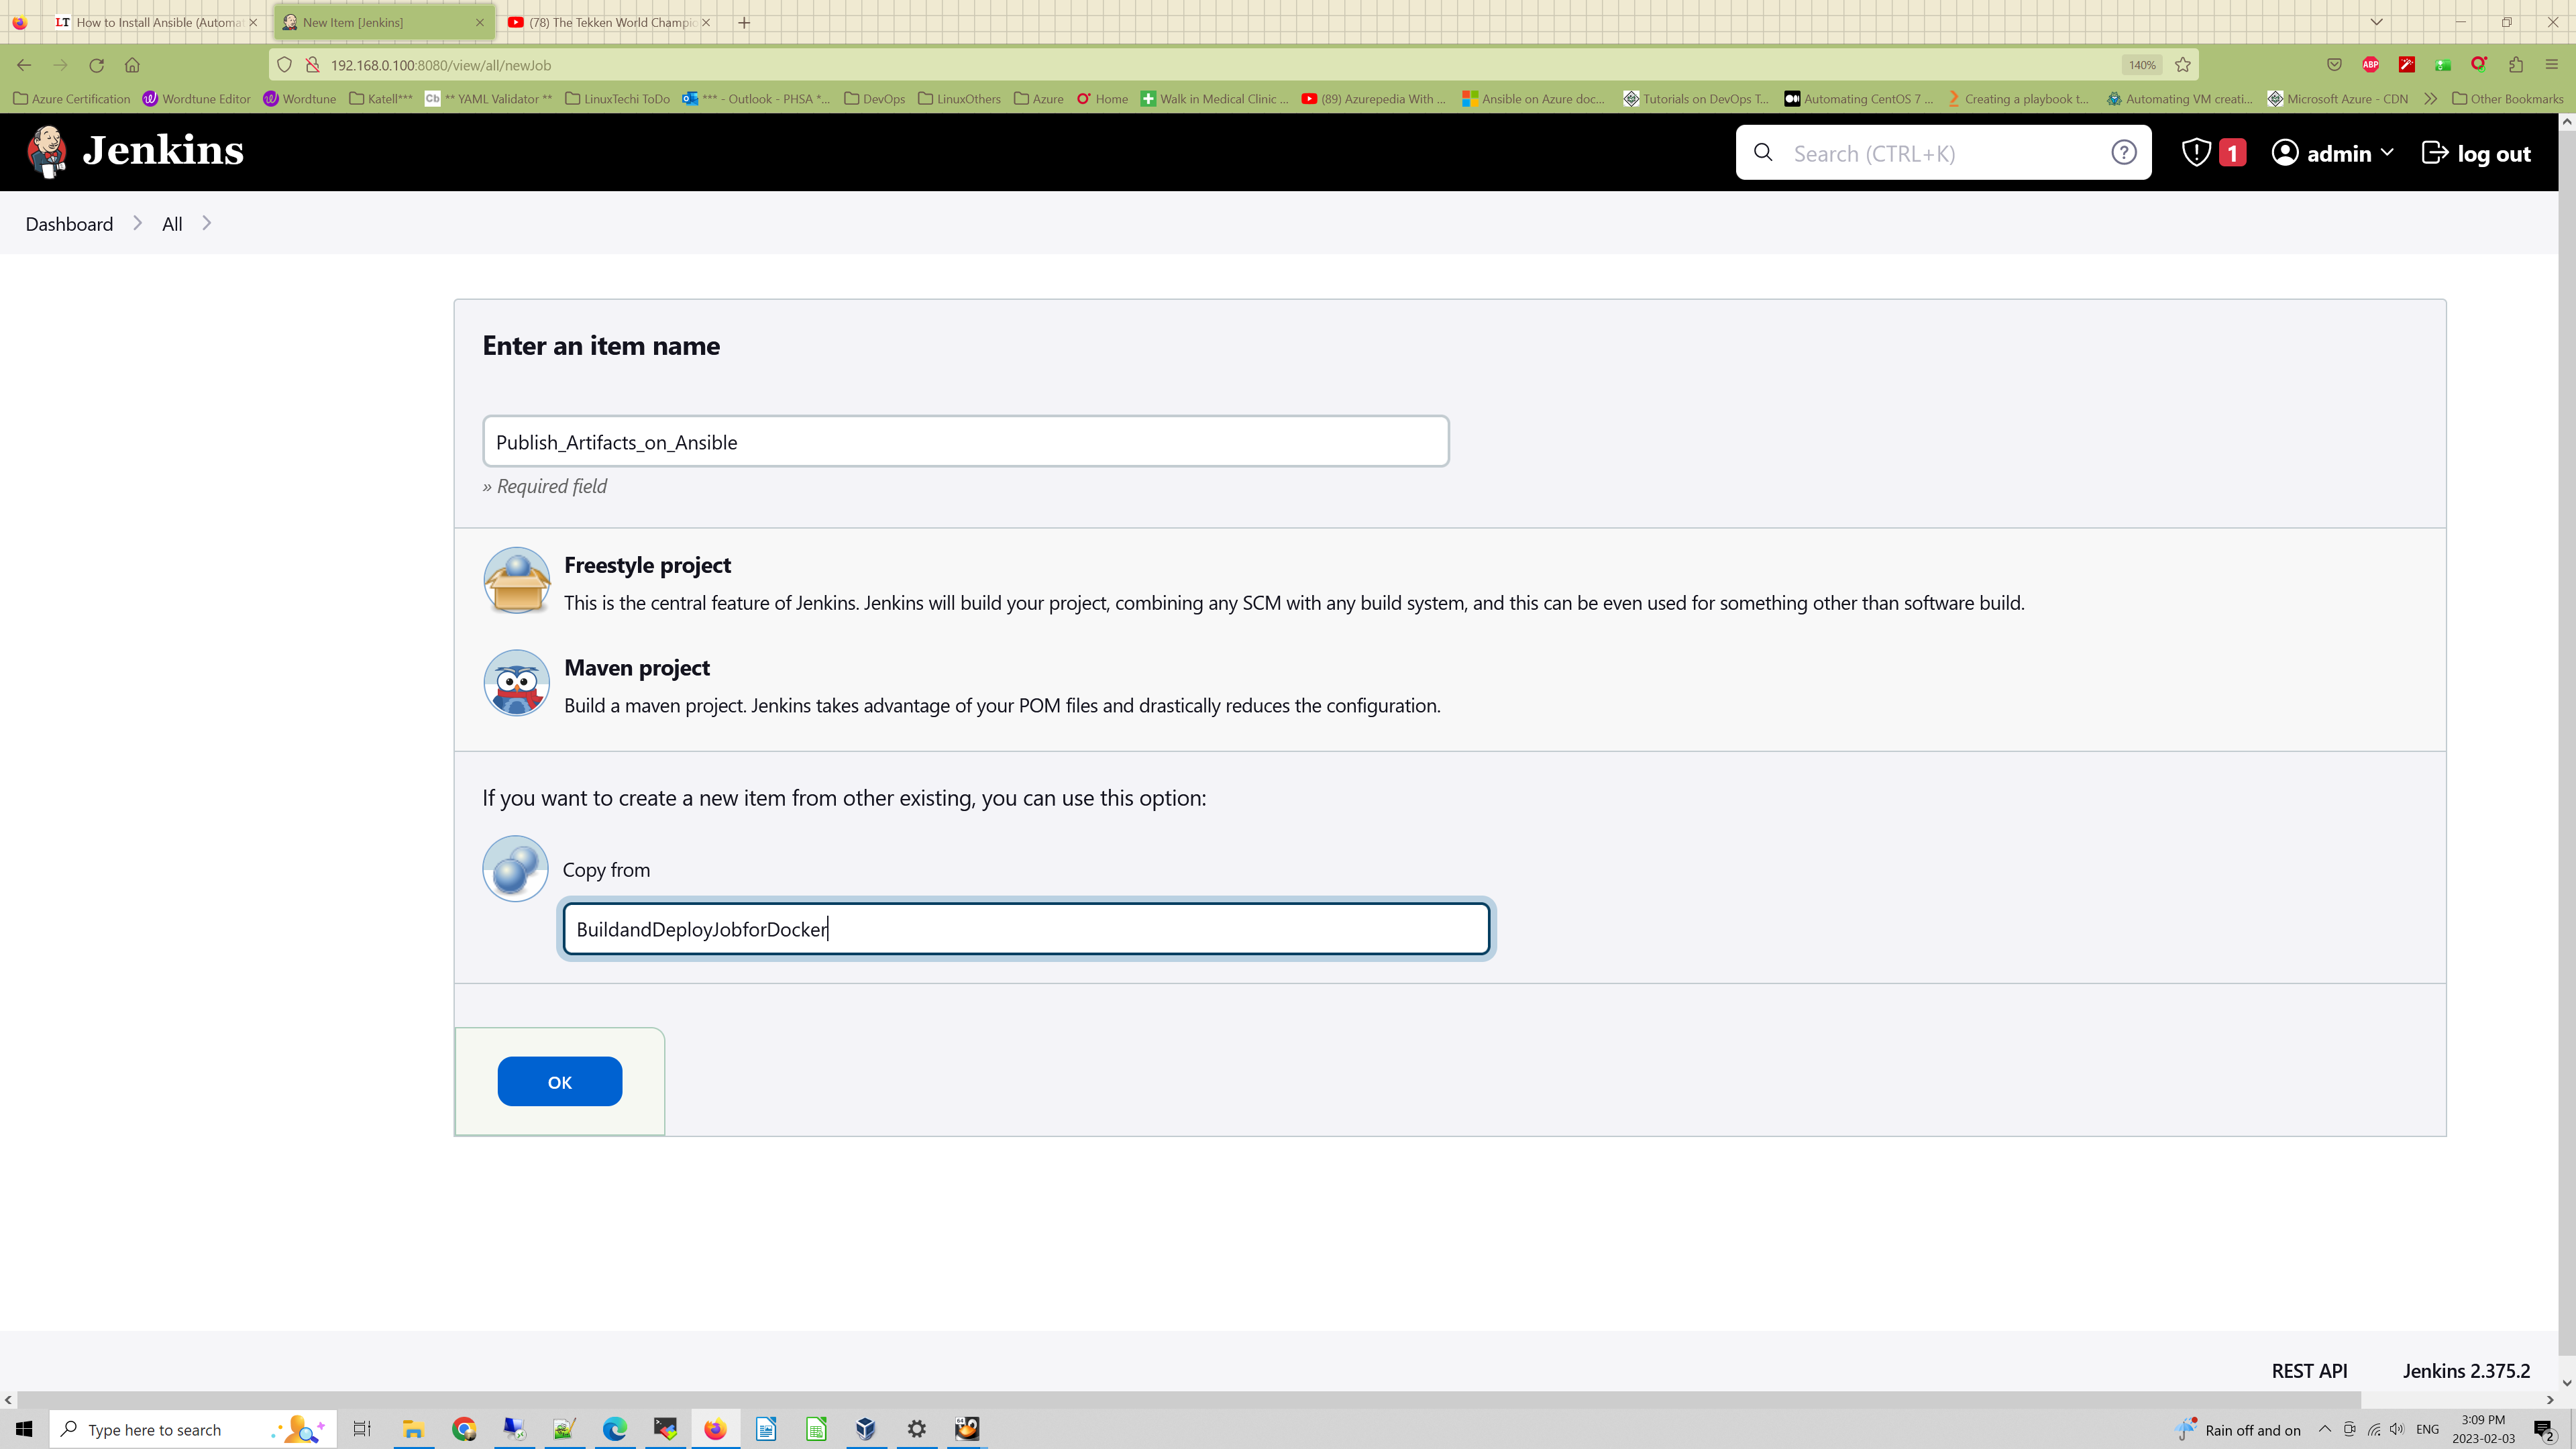 LT How to Install Ansible (Automat
New Item [Jenkins]
(78) The Tekken World Champio
192.168.0.100:8080/view/all/newJob
140%
ABP
Azure Certification
Wordtune Editor
Wordtune
Katell***
Cb ** YAML Validator **
LinuxTechi ToDo
*** - Outlook - PHSA *...
DevOps
LinuxOthers
Azure
Home
Walk in Medical Clinic ...
(89) Azurepedia With ...
Ansible on Azure doc...
Tutorials on DevOps T...
Automating CentOS 7 ...
Creating a playbook t...
Automating VM creati...
Microsoft Azure - CDN
Other Bookmarks
Jenkins
Search (CTRL+K)
1
admin
log out
Dashboard
All
Enter an item name
Publish_Artifacts_on_Ansible
» Required field
Freestyle project
This is the central feature of Jenkins. Jenkins will build your project, combining any SCM with any build system, and this can be even used for something other than software build.
Maven project
Build a maven project. Jenkins takes advantage of your POM files and drastically reduces the configuration.
If you want to create a new item from other existing, you can use this option:
Copy from
BuildandDeployJobforDocker
OK
REST API
Jenkins 2.375.2
Type here to search
Rain off and on
ENG
3:09 PM
2023-02-03
2